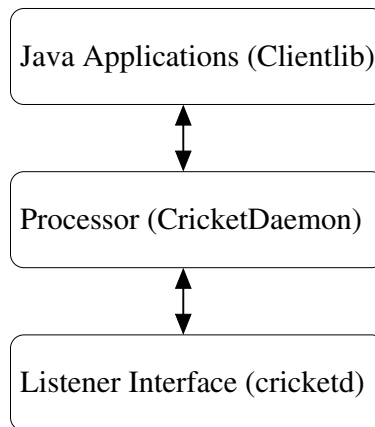 Java Applications (Clientlib)
Processor (CricketDaemon)
Listener Interface (cricketd)